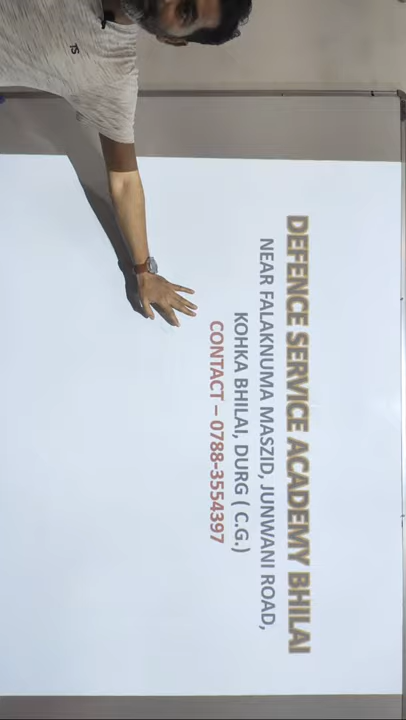 DEFENCE SERVICE ACADEMY BHILAI
NEAR FALAKNUMA MASZID, JUNWANI ROAD,
KOHKA BHILAI, DURG ( C.G.)
CONTACT – 0788-3554397